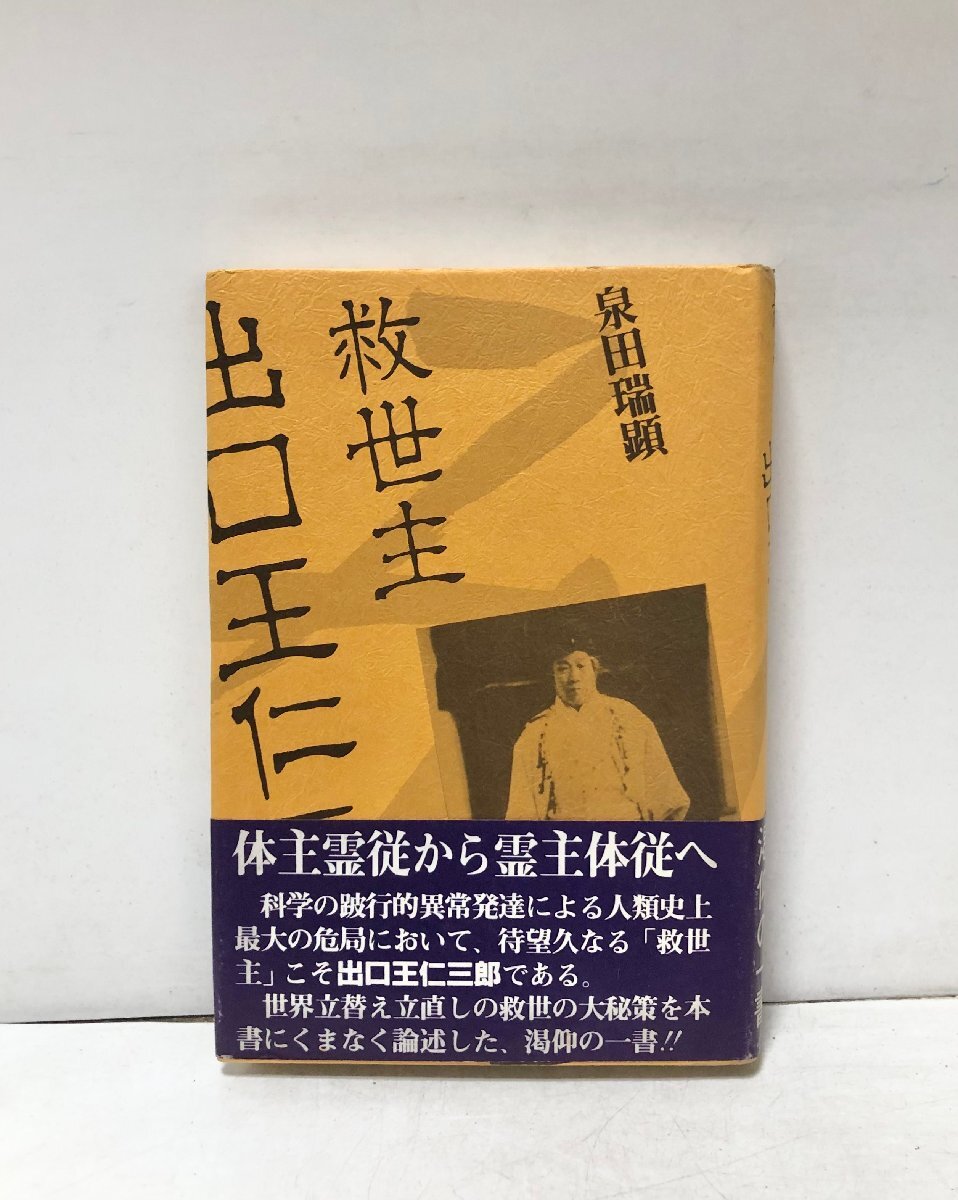 泉田瑞顕
救世主
出口王仁
体主霊従から霊主体従へ
科学の跛行的異常発達による人類史上
最大の危局において、待望久なる「救世
主」こそ出口王仁三郎である。
世界立替え立直しの救世の大秘策を本
書にくまなく論述した、渇仰の一書!!